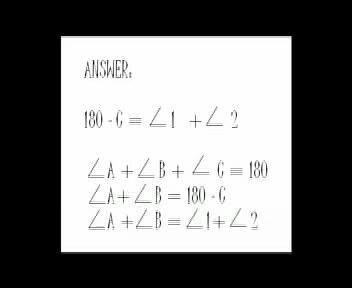 ANSWER:
180 - C = ∠1 + ∠2
∠A + ∠B + ∠C = 180
∠A + ∠B = 180 - C
∠A + ∠B = ∠1 + ∠2